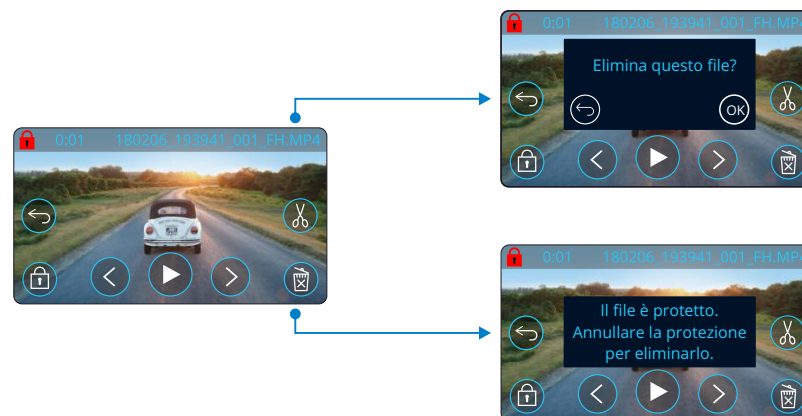 0:01 180206_193941_001_FH.MP4
Elimina questo file?
OK
0:01 180206_193941_001_FH.MP4
0:01 180206_193941_001_FH.MP4
Il file è protetto.
Annullare la protezione
per eliminarlo.